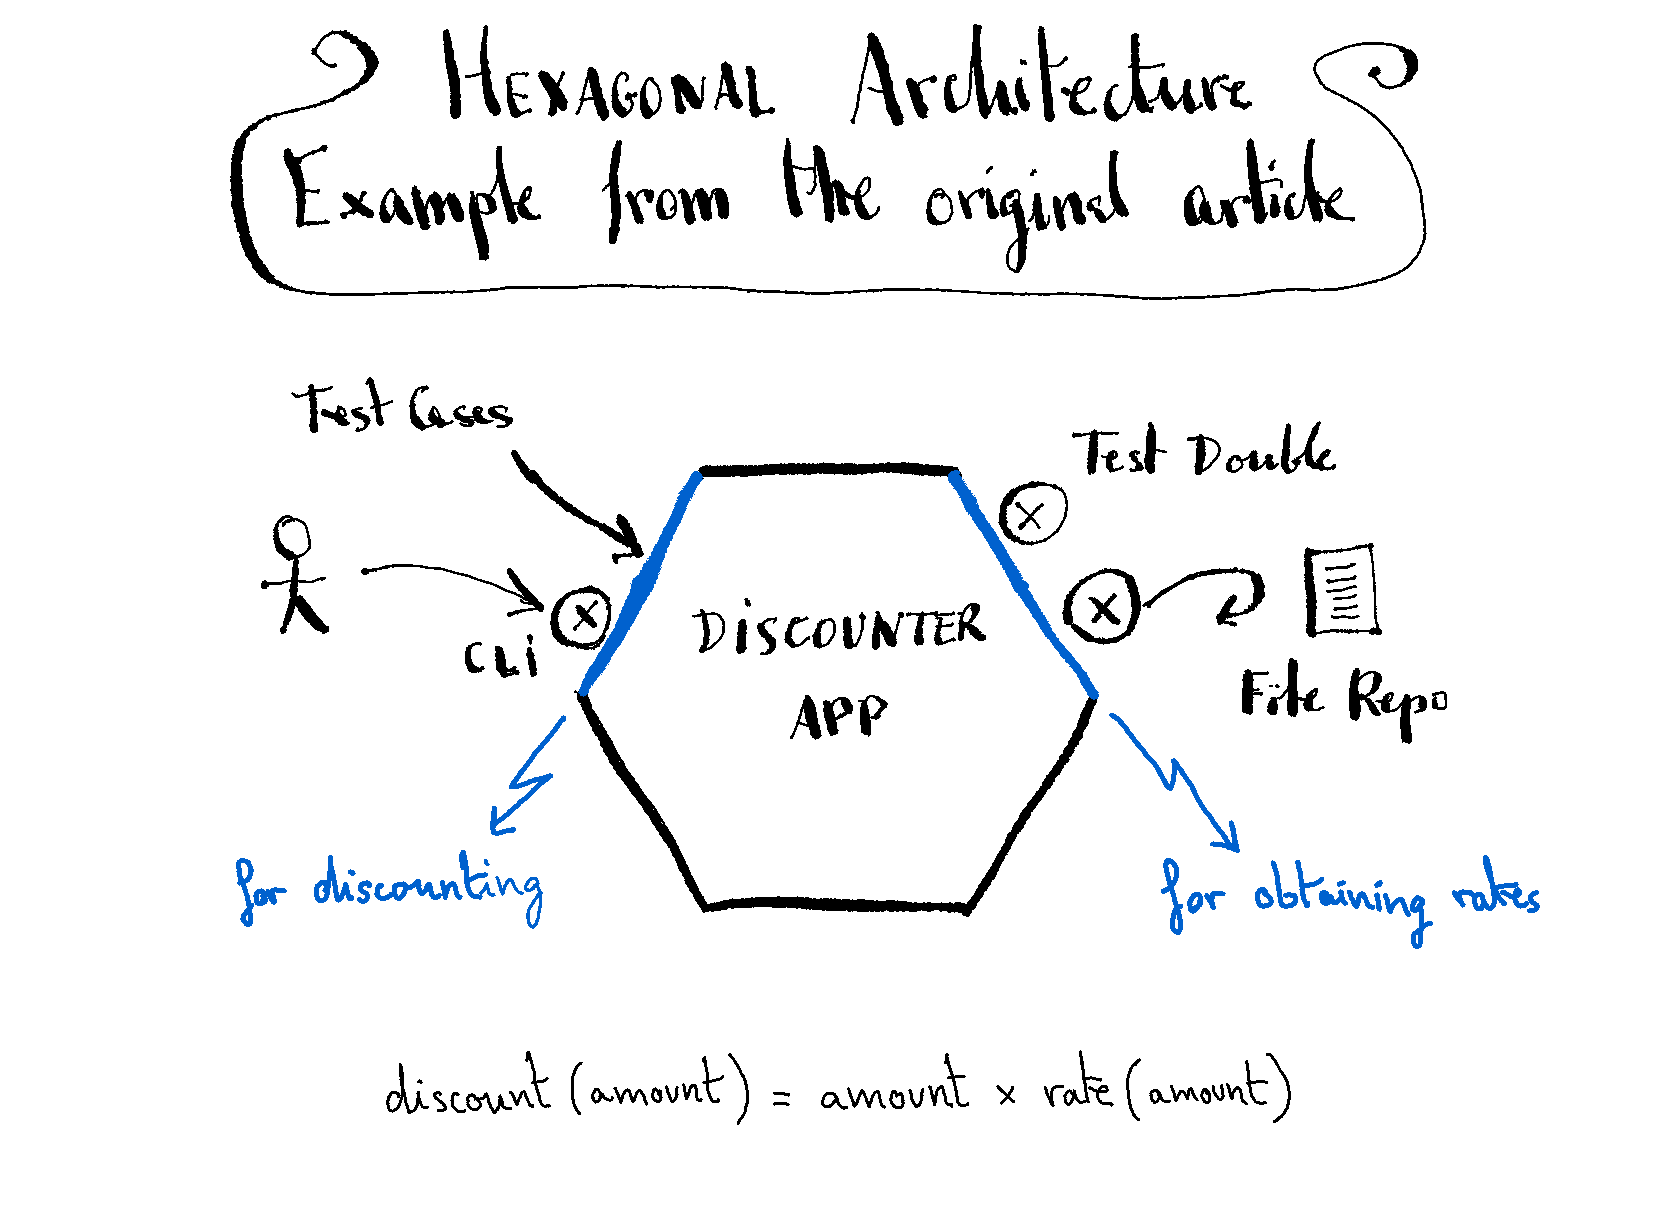 HEXAGONAL Architecture
Example from the original article
Test Cases
Test Double
CLi
DiSCOUNTER
APP
File Repo
for discounting
for obtaining rates
discount (amount) = amount x rate (amount)